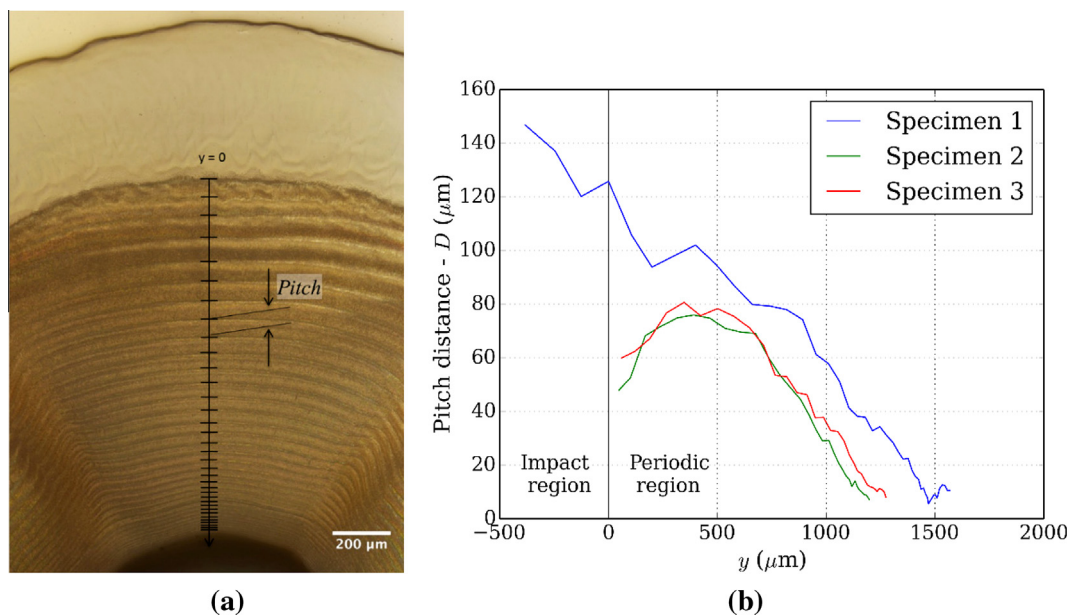 y = 0
Pitch
200 µm
(a)
160
140
120
100
80
60
40
20
0
Pitch distance - D (µm)
Specimen 1
Specimen 2
Specimen 3
Impact region
Periodic region
−500 0 500 1000 1500 2000
y (µm)
(b)